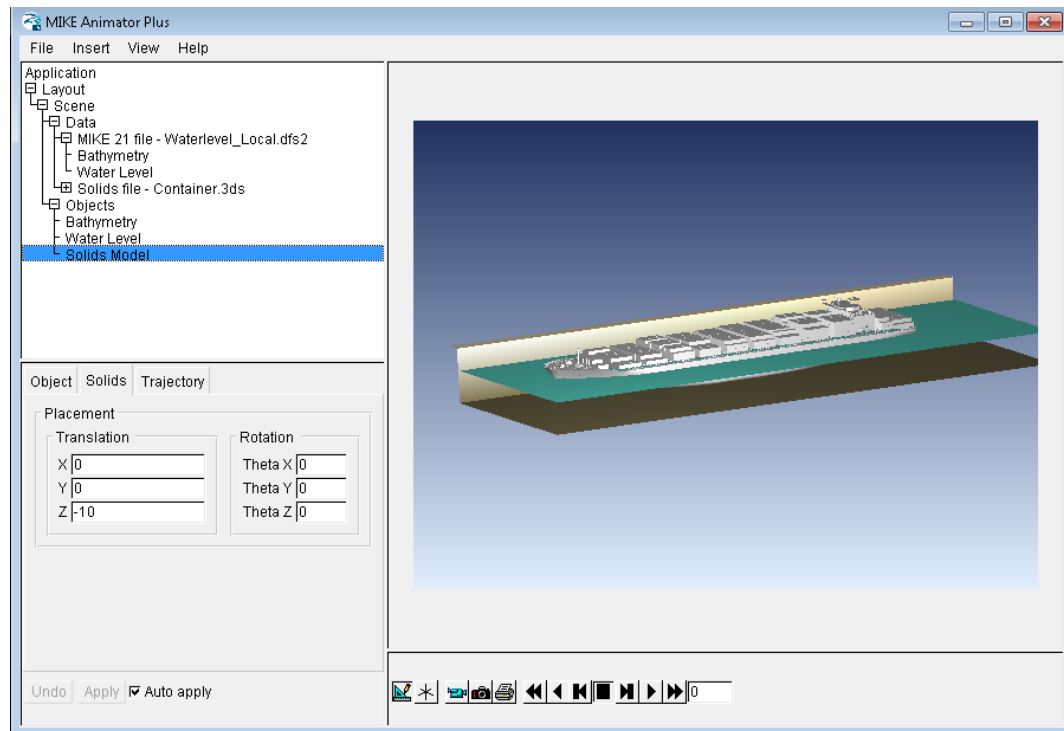 MIKE Animator Plus
File Insert View Help
Application
Layout
Scene
Data
MIKE 21 file - Waterlevel_Local.dfs2
Bathymetry
Water Level
Solids file - Container.3ds
Objects
Bathymetry
Water Level
Solids Model
Object Solids Trajectory
Placement
Translation Rotation
X 0 Theta X 0
Y 0 Theta Y 0
Z -10 Theta Z 0
Undo Apply Auto apply
0